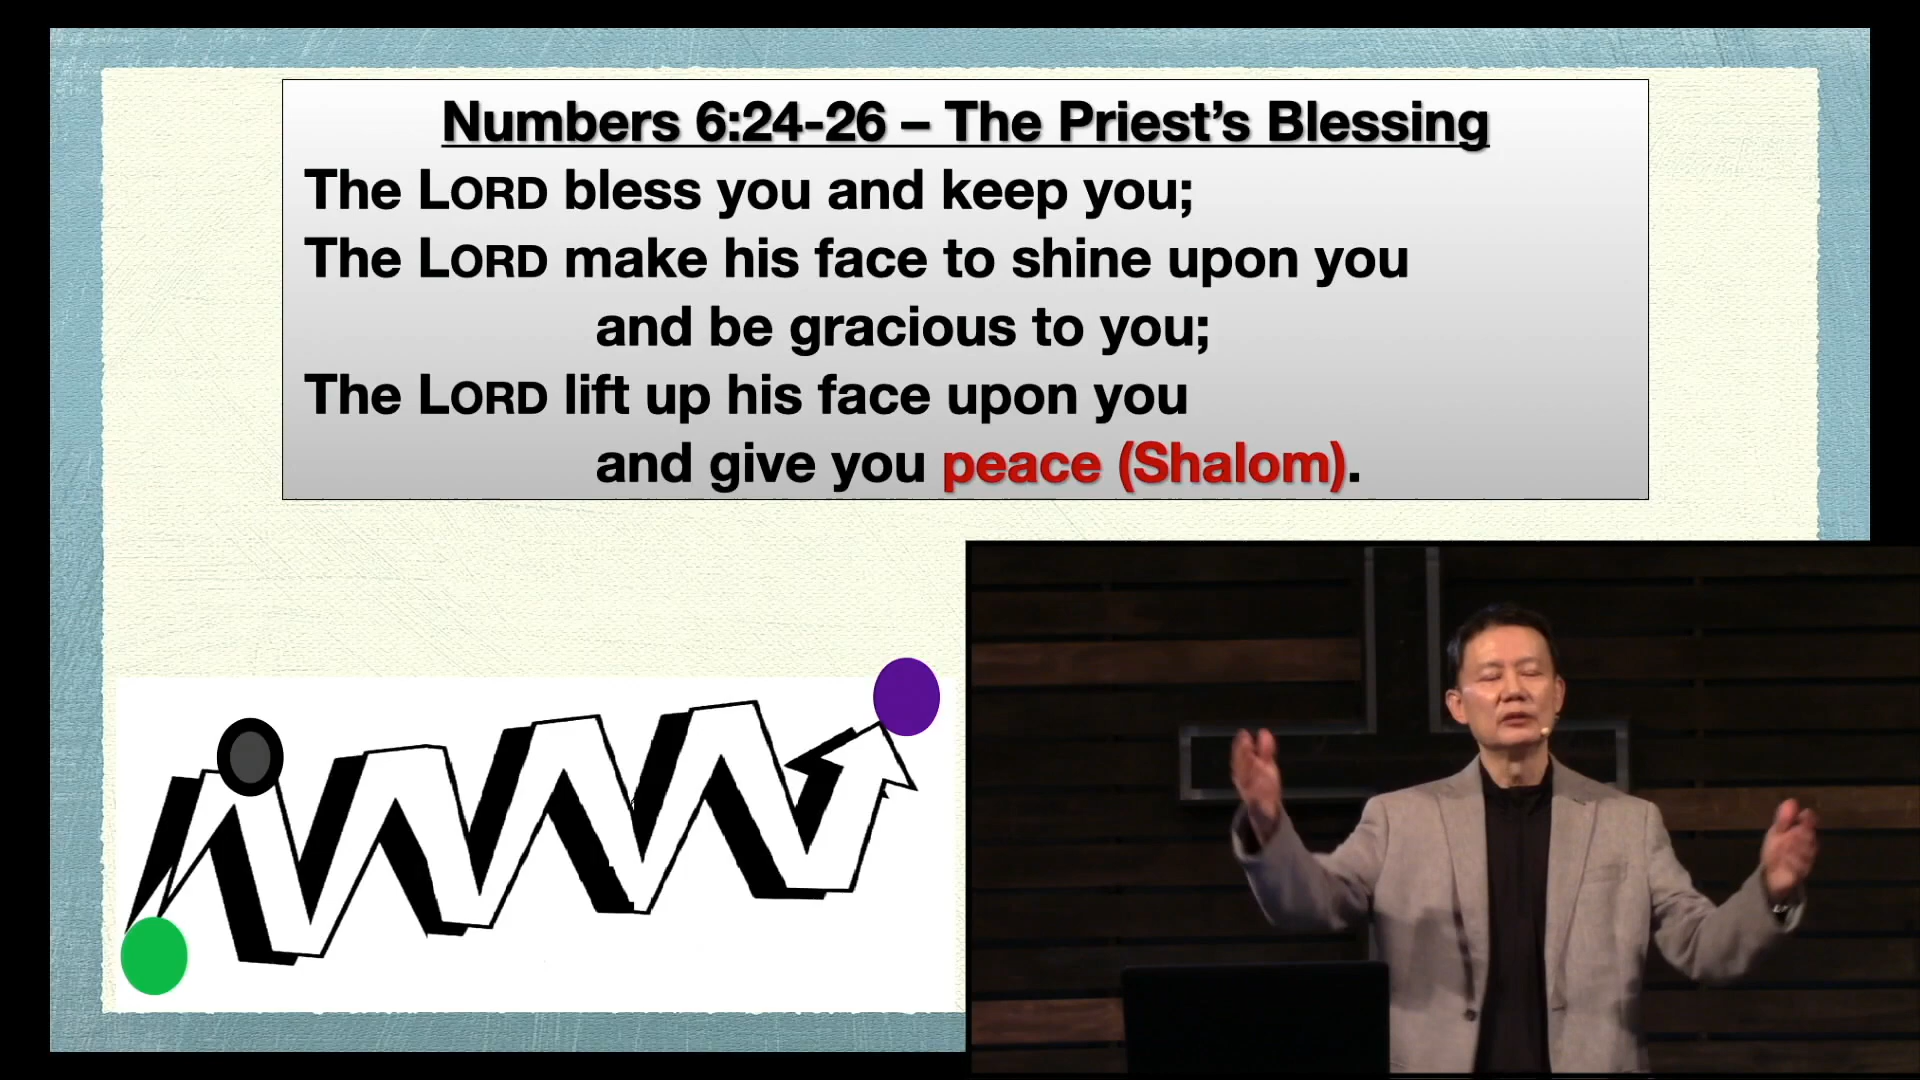 Numbers 6:24-26 – The Priest’s Blessing
The LORD bless you and keep you;
The LORD make his face to shine upon you
and be gracious to you;
The LORD lift up his face upon you
and give you peace (Shalom).